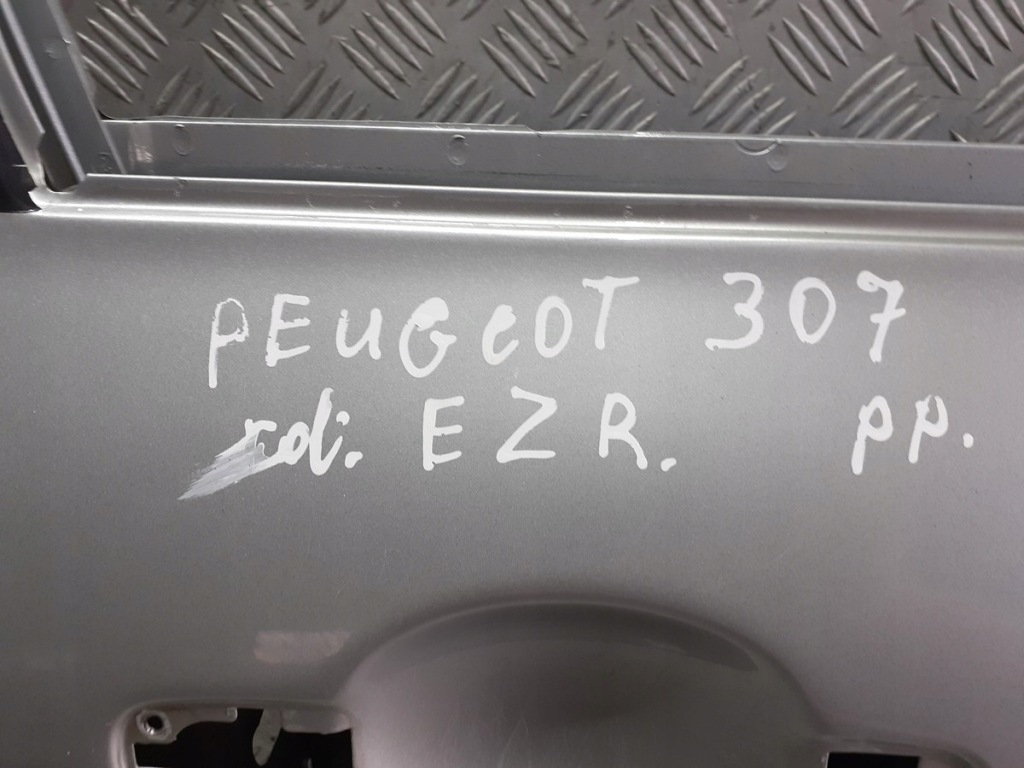 PEUGeOT 307
EZR. pp.